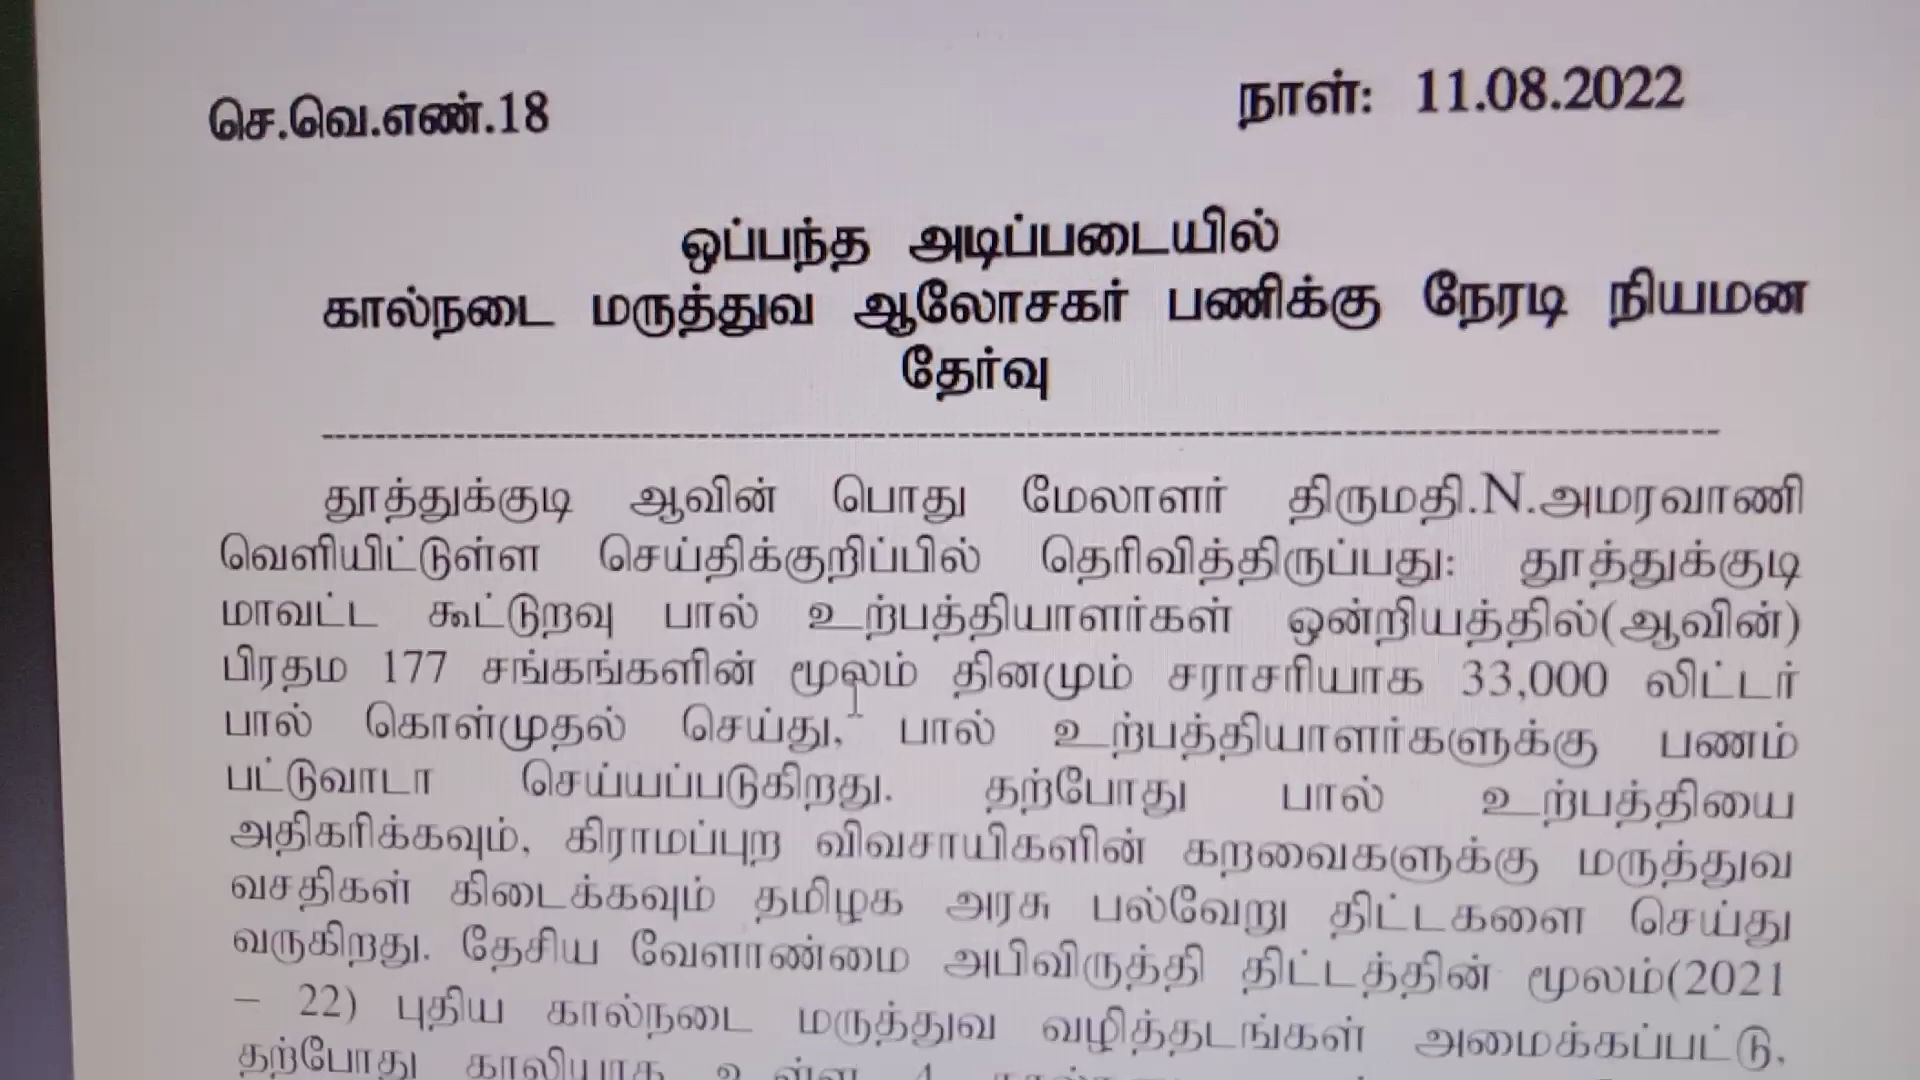 செ.வெ.எண்.18 நாள்: 11.08.2022
ஒப்பந்த அடிப்படையில்
கால்நடை மருத்துவ ஆலோசகர் பணிக்கு நேரடி நியமன
தேர்வு
தூத்துக்குடி ஆவின் பொது மேலாளர் திருமதி.N.அமரவாணி
வெளியிட்டுள்ள செய்திக்குறிப்பில் தெரிவித்திருப்பது: தூத்துக்குடி
மாவட்ட கூட்டுறவு பால் உற்பத்தியாளர்கள் ஒன்றியத்தில்(ஆவின்)
பிரதம 177 சங்கங்களின் மூலம் தினமும் சராசரியாக 33,000 லிட்டர்
பால் கொள்முதல் செய்து, பால் உற்பத்தியாளர்களுக்கு பணம்
பட்டுவாடா செய்யப்படுகிறது. தற்போது பால் உற்பத்தியை
அதிகரிக்கவும், கிராமப்புற விவசாயிகளின் கறவைகளுக்கு மருத்துவ
வசதிகள் கிடைக்கவும் தமிழக அரசு பல்வேறு திட்டகளை செய்து
வருகிறது. தேசிய வேளாண்மை அபிவிருத்தி திட்டத்தின் மூலம்(2021
– 22) புதிய கால்நடை மருத்துவ வழித்தடங்கள் அமைக்கப்பட்டு,
தற்போது காலியாக உள்ள 4